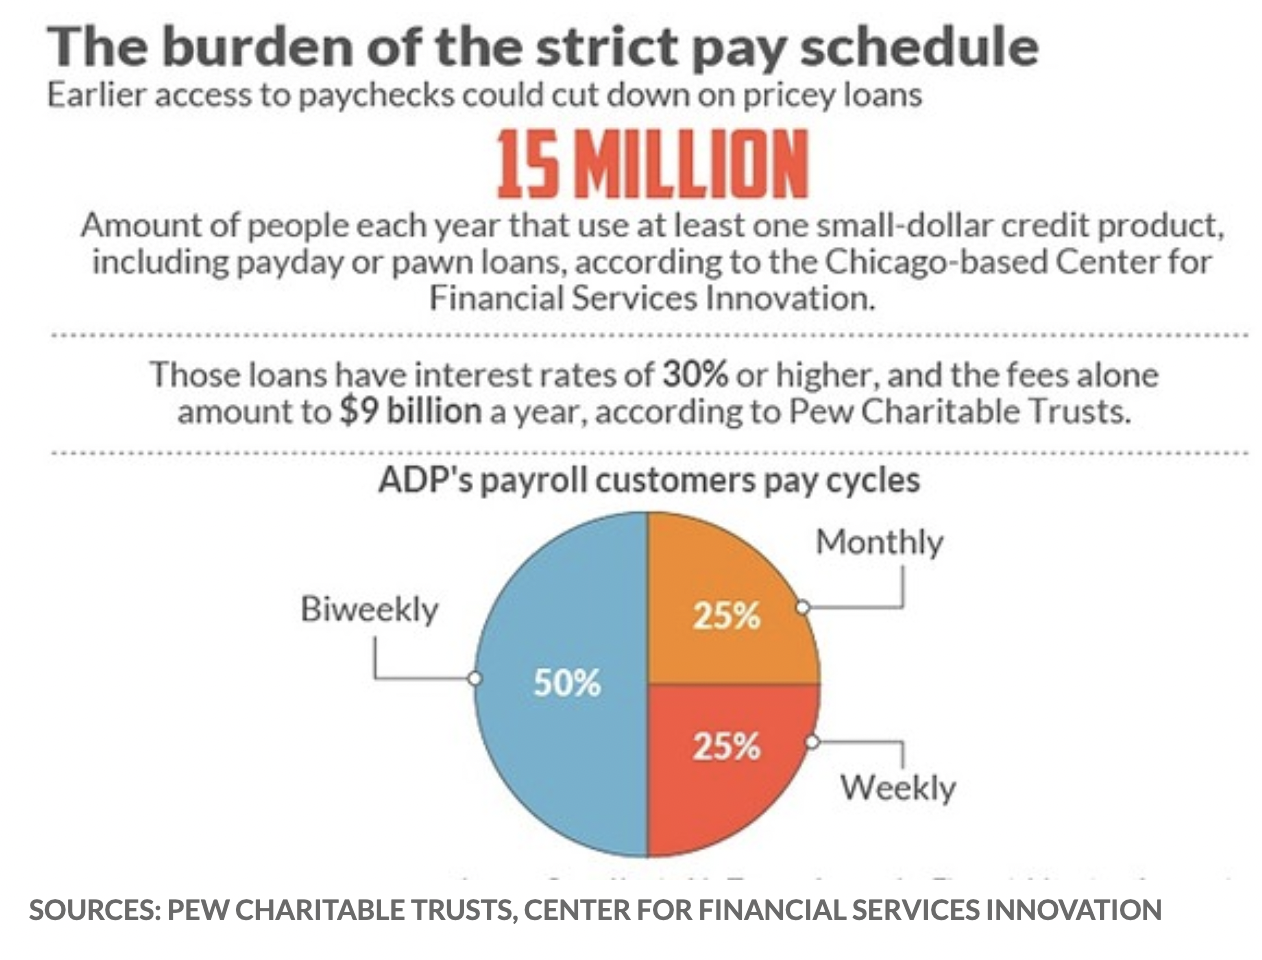 The burden of the strict pay schedule
Earlier access to paychecks could cut down on pricey loans
15 MILLION
Amount of people each year that use at least one small-dollar credit product,
including payday or pawn loans, according to the Chicago-based Center for
Financial Services Innovation.
Those loans have interest rates of 30% or higher, and the fees alone
amount to $9 billion a year, according to Pew Charitable Trusts.
ADP's payroll customers pay cycles
Monthly
Biweekly
25%
50%
25%
Weekly
SOURCES: PEW CHARITABLE TRUSTS, CENTER FOR FINANCIAL SERVICES INNOVATION